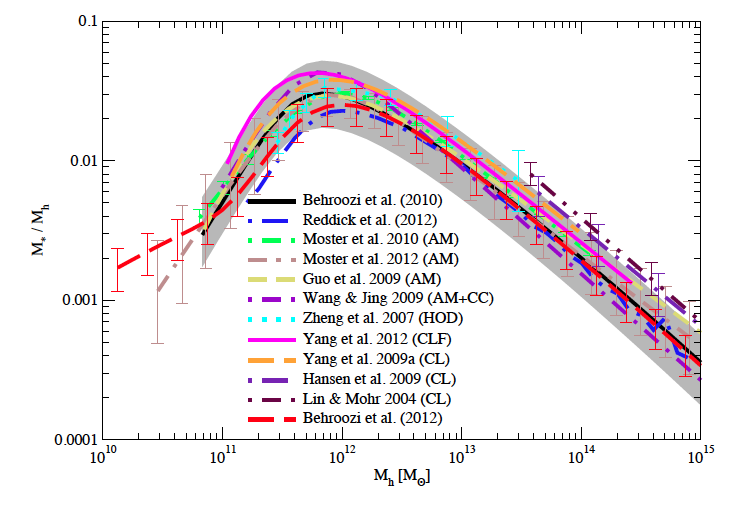 0.1
0.01
0.001
0.0001
M* / Mh
Behroozi et al. (2010)
Reddick et al. (2012)
Moster et al. 2010 (AM)
Moster et al. 2012 (AM)
Guo et al. 2009 (AM)
Wang & Jing 2009 (AM+CC)
Zheng et al. 2007 (HOD)
Yang et al. 2012 (CLF)
Yang et al. 2009a (CL)
Hansen et al. 2009 (CL)
Lin & Mohr 2004 (CL)
Behroozi et al. (2012)
10^10 10^11 10^12 10^13 10^14 10^15
Mh [M⊙]